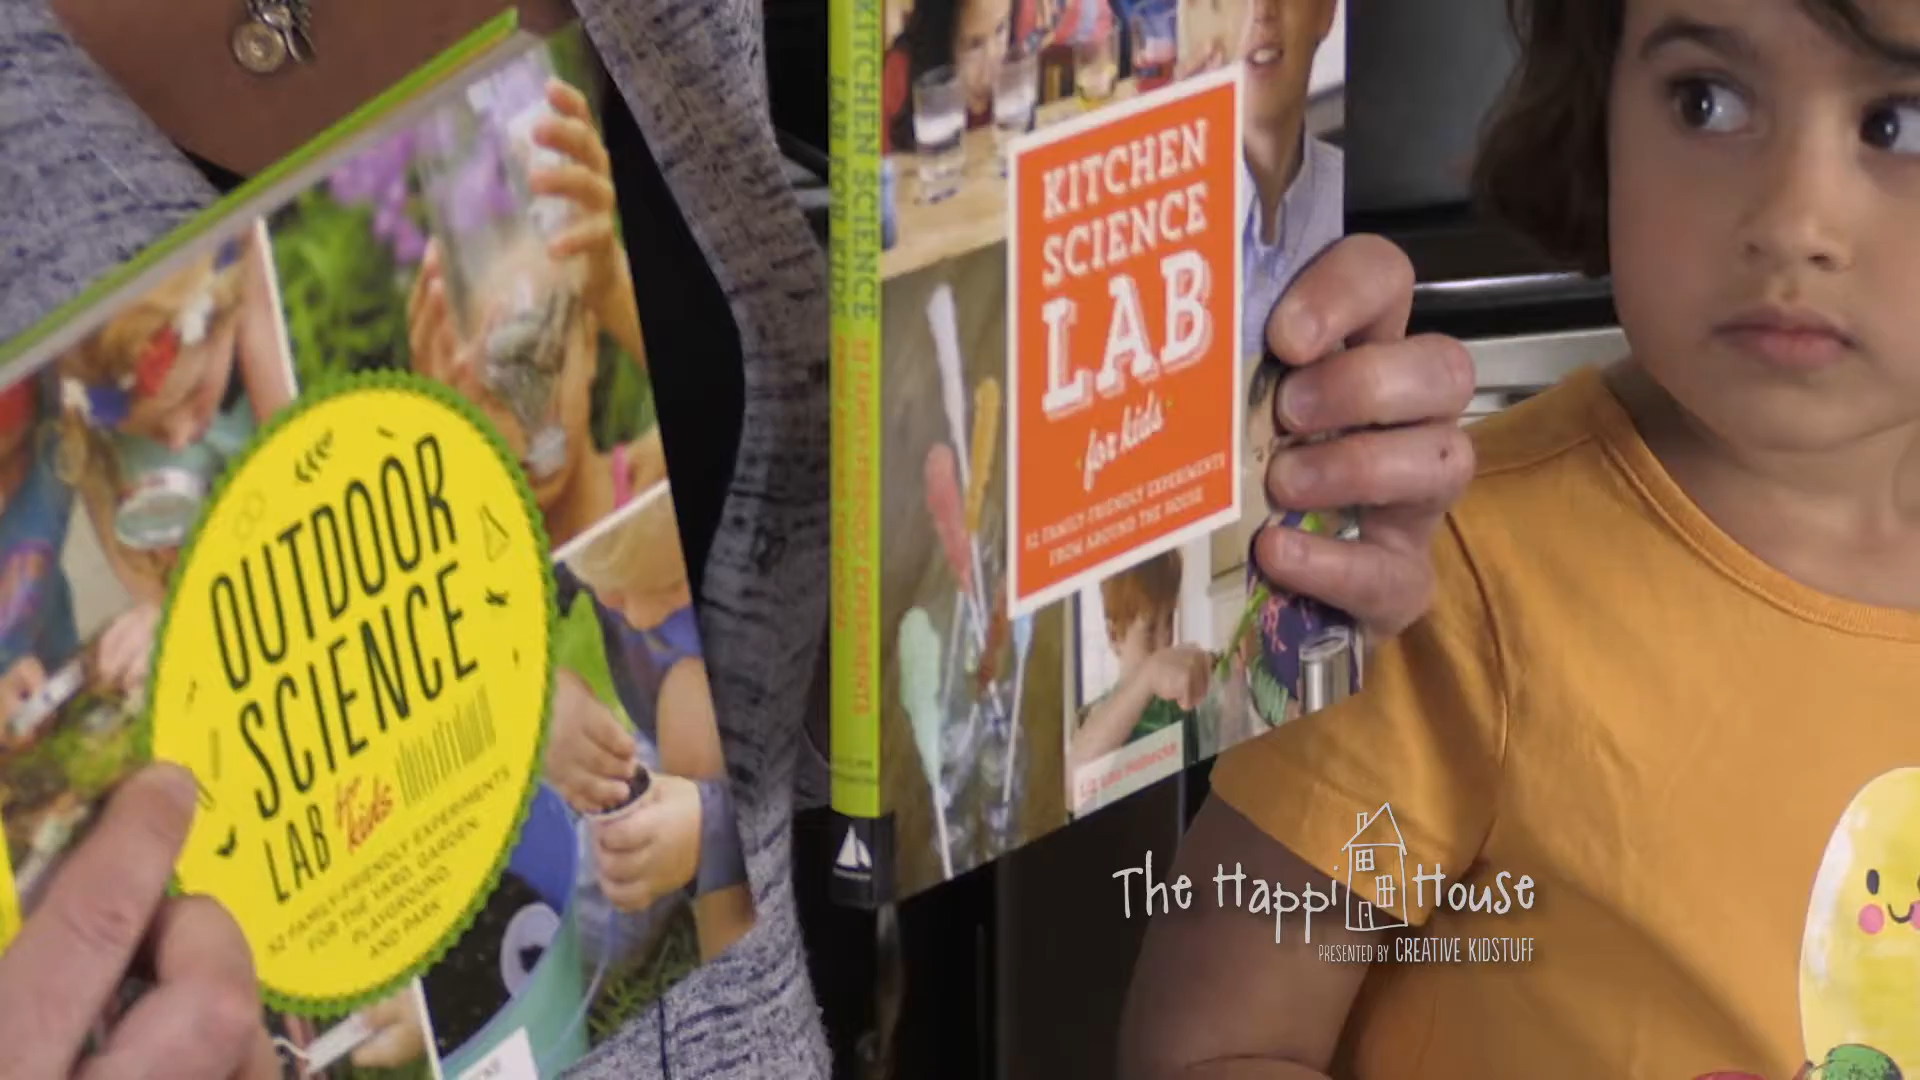 OUTDOOR
SCIENCE
LAB for
kids
52 FAMILY-FRIENDLY EXPERIMENTS
FOR THE YARD, GARDEN,
PLAYGROUND,
AND PARK
KITCHEN SCIENCE
LAB FOR KIDS
KITCHEN
SCIENCE
LAB
for kids
52 FAMILY-FRIENDLY EXPERIMENTS
FROM AROUND THE HOUSE
The Happi House
PRESENTED BY CREATIVE KIDSTUFF